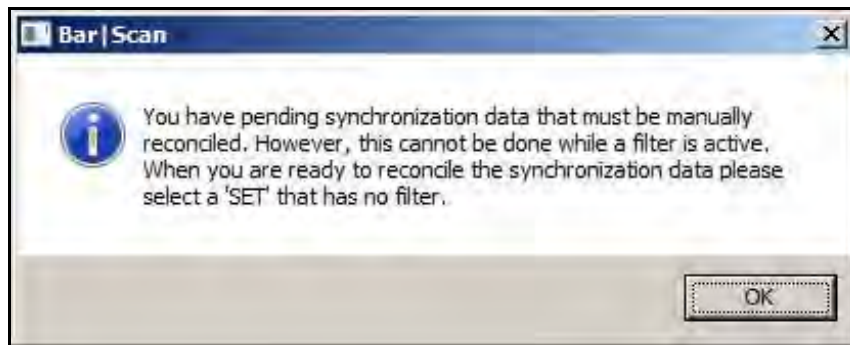 Bar|Scan
You have pending synchronization data that must be manually
reconciled. However, this cannot be done while a filter is active.
When you are ready to reconcile the synchronization data please
select a 'SET' that has no filter.
OK